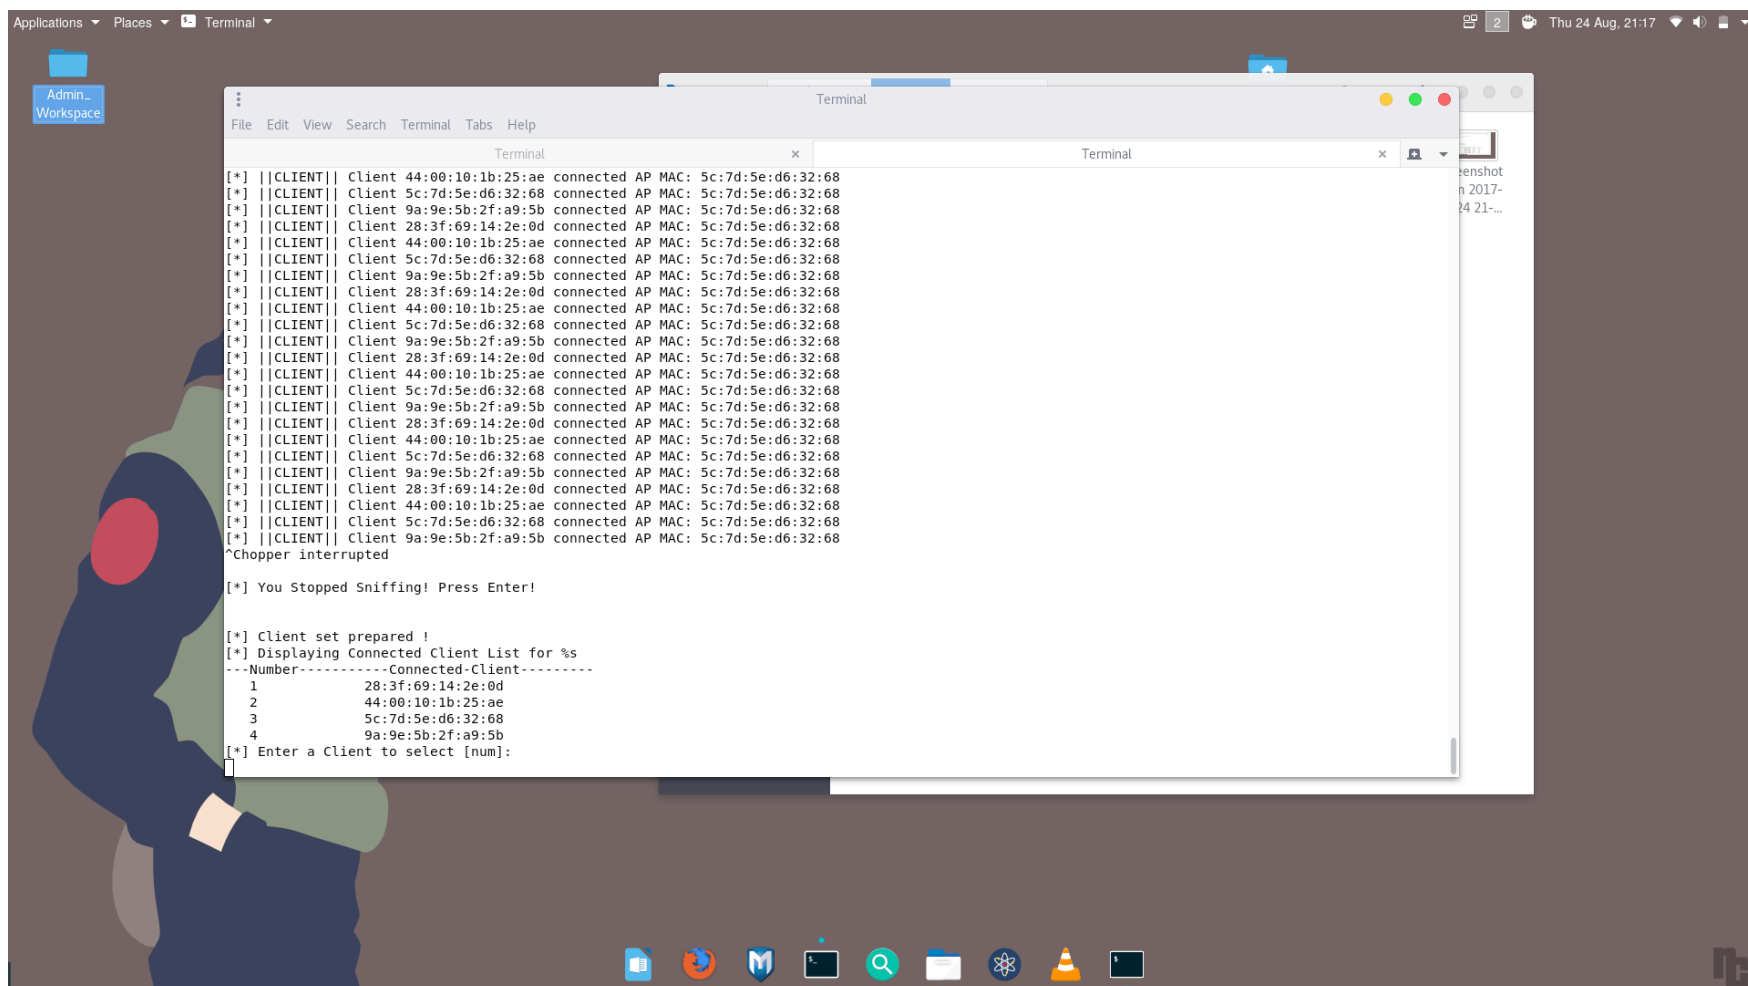 Applications Places Terminal 2 Thu 24 Aug, 21:17
Admin_
Workspace
Terminal
File Edit View Search Terminal Tabs Help
Terminal × Terminal ×
[*] ||CLIENT|| Client 44:00:10:1b:25:ae connected AP MAC: 5c:7d:5e:d6:32:68
[*] ||CLIENT|| Client 5c:7d:5e:d6:32:68 connected AP MAC: 5c:7d:5e:d6:32:68
[*] ||CLIENT|| Client 9a:9e:5b:2f:a9:5b connected AP MAC: 5c:7d:5e:d6:32:68
[*] ||CLIENT|| Client 28:3f:69:14:2e:0d connected AP MAC: 5c:7d:5e:d6:32:68
[*] ||CLIENT|| Client 44:00:10:1b:25:ae connected AP MAC: 5c:7d:5e:d6:32:68
[*] ||CLIENT|| Client 5c:7d:5e:d6:32:68 connected AP MAC: 5c:7d:5e:d6:32:68
[*] ||CLIENT|| Client 9a:9e:5b:2f:a9:5b connected AP MAC: 5c:7d:5e:d6:32:68
[*] ||CLIENT|| Client 28:3f:69:14:2e:0d connected AP MAC: 5c:7d:5e:d6:32:68
[*] ||CLIENT|| Client 44:00:10:1b:25:ae connected AP MAC: 5c:7d:5e:d6:32:68
[*] ||CLIENT|| Client 5c:7d:5e:d6:32:68 connected AP MAC: 5c:7d:5e:d6:32:68
[*] ||CLIENT|| Client 9a:9e:5b:2f:a9:5b connected AP MAC: 5c:7d:5e:d6:32:68
[*] ||CLIENT|| Client 28:3f:69:14:2e:0d connected AP MAC: 5c:7d:5e:d6:32:68
[*] ||CLIENT|| Client 44:00:10:1b:25:ae connected AP MAC: 5c:7d:5e:d6:32:68
[*] ||CLIENT|| Client 5c:7d:5e:d6:32:68 connected AP MAC: 5c:7d:5e:d6:32:68
[*] ||CLIENT|| Client 9a:9e:5b:2f:a9:5b connected AP MAC: 5c:7d:5e:d6:32:68
[*] ||CLIENT|| Client 28:3f:69:14:2e:0d connected AP MAC: 5c:7d:5e:d6:32:68
[*] ||CLIENT|| Client 44:00:10:1b:25:ae connected AP MAC: 5c:7d:5e:d6:32:68
[*] ||CLIENT|| Client 5c:7d:5e:d6:32:68 connected AP MAC: 5c:7d:5e:d6:32:68
[*] ||CLIENT|| Client 9a:9e:5b:2f:a9:5b connected AP MAC: 5c:7d:5e:d6:32:68
[*] ||CLIENT|| Client 28:3f:69:14:2e:0d connected AP MAC: 5c:7d:5e:d6:32:68
[*] ||CLIENT|| Client 44:00:10:1b:25:ae connected AP MAC: 5c:7d:5e:d6:32:68
[*] ||CLIENT|| Client 5c:7d:5e:d6:32:68 connected AP MAC: 5c:7d:5e:d6:32:68
[*] ||CLIENT|| Client 9a:9e:5b:2f:a9:5b connected AP MAC: 5c:7d:5e:d6:32:68
^Chopper interrupted
[*] You Stopped Sniffing! Press Enter!
[*] Client set prepared !
[*] Displaying Connected Client List for %s
---Number-----------Connected-Client---------
1 28:3f:69:14:2e:0d
2 44:00:10:1b:25:ae
3 5c:7d:5e:d6:32:68
4 9a:9e:5b:2f:a9:5b
[*] Enter a Client to select [num]:
eenshot
2017-
24 21-...